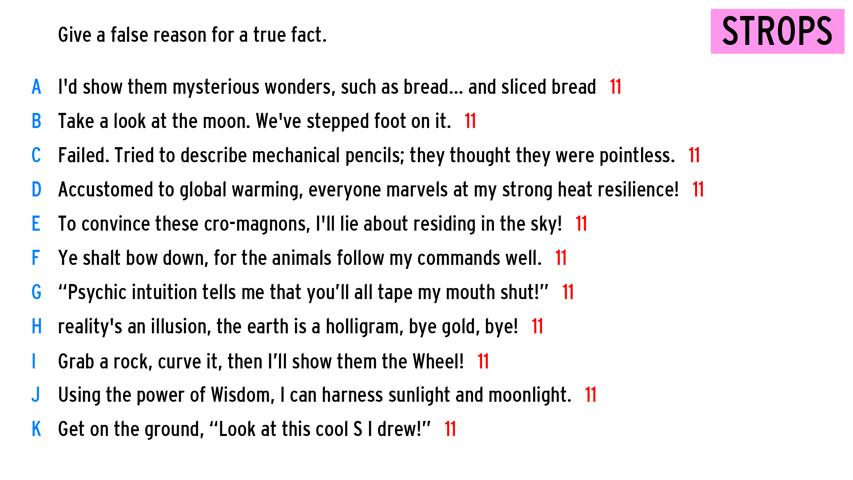 Give a false reason for a true fact.
STROPS
A I'd show them mysterious wonders, such as bread... and sliced bread 11
B Take a look at the moon. We've stepped foot on it. 11
C Failed. Tried to describe mechanical pencils; they thought they were pointless. 11
D Accustomed to global warming, everyone marvels at my strong heat resilience! 11
E To convince these cro-magnons, I'll lie about residing in the sky! 11
F Ye shalt bow down, for the animals follow my commands well. 11
G “Psychic intuition tells me that you’ll all tape my mouth shut!” 11
H reality's an illusion, the earth is a holligram, bye gold, bye! 11
I Grab a rock, curve it, then I’ll show them the Wheel! 11
J Using the power of Wisdom, I can harness sunlight and moonlight. 11
K Get on the ground, “Look at this cool S I drew!” 11